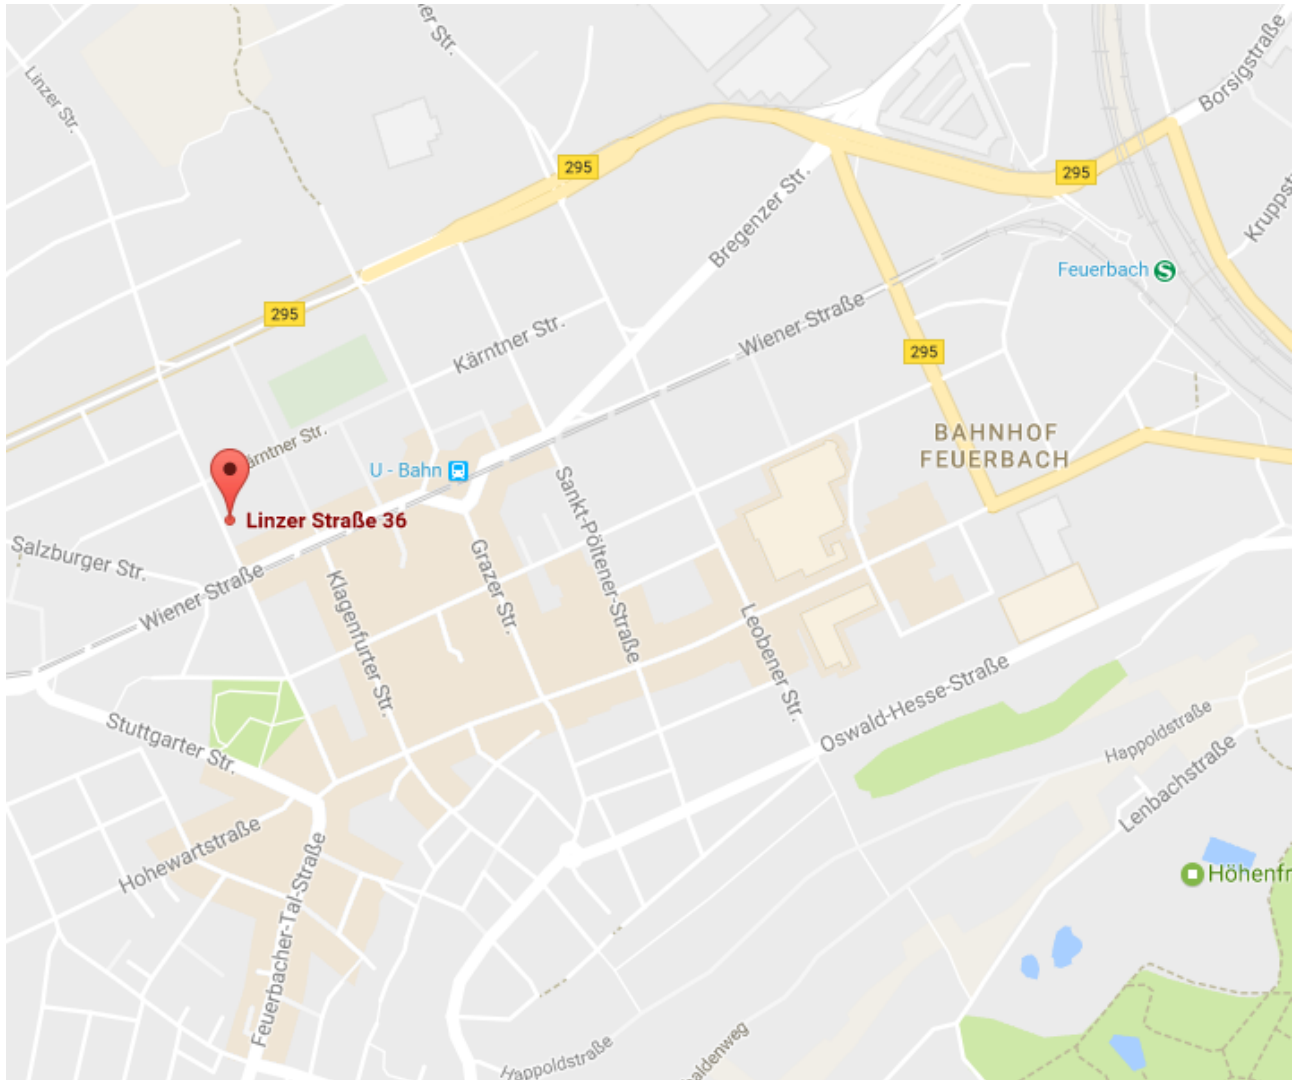 er Str.
Linzer Str.
Borsigstraße
295
295
Bregenzer Str.
Feuerbach S
295
Wiener Straße
Kärntner Str.
295
BAHNHOF
FEUERBACH
ärntner Str.
U - Bahn
Linzer Straße 36
Sankt-Pöltener-Straße
Salzburger Str.
Wiener Straße
Grazer Str.
Klagenfurter Str.
Leobener Str.
Oswald-Hesse-Straße
Stuttgarter Str.
Happoldstraße
Lenbachstraße
Hohewartstraße
Höhenfr
Feuerbacher-Tal-Straße
Happoldstraße
aldenweg
Kruppst